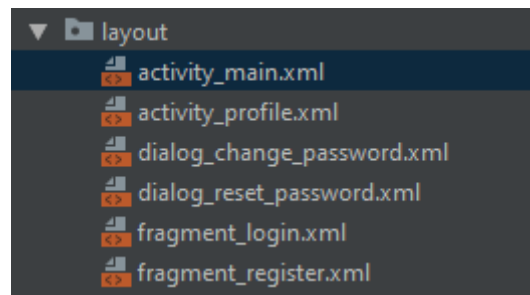 layout
activity_main.xml
activity_profile.xml
dialog_change_password.xml
dialog_reset_password.xml
fragment_login.xml
fragment_register.xml